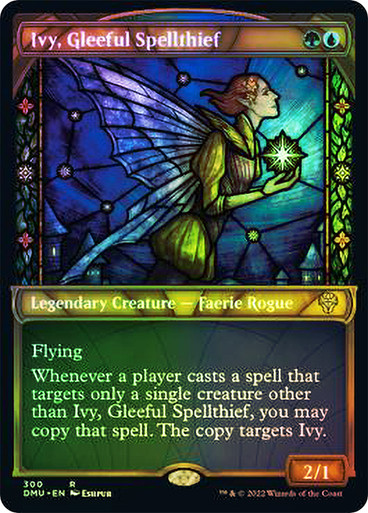 Ivy, Gleeful Spellthief
Legendary Creature — Faerie Rogue
Flying
Whenever a player casts a spell that
targets only a single creature other
than Ivy, Gleeful Spellthief, you may
copy that spell. The copy targets Ivy.
300 R
DMU • EN Esuper
™ & © 2022 Wizards of the Coast
2/1